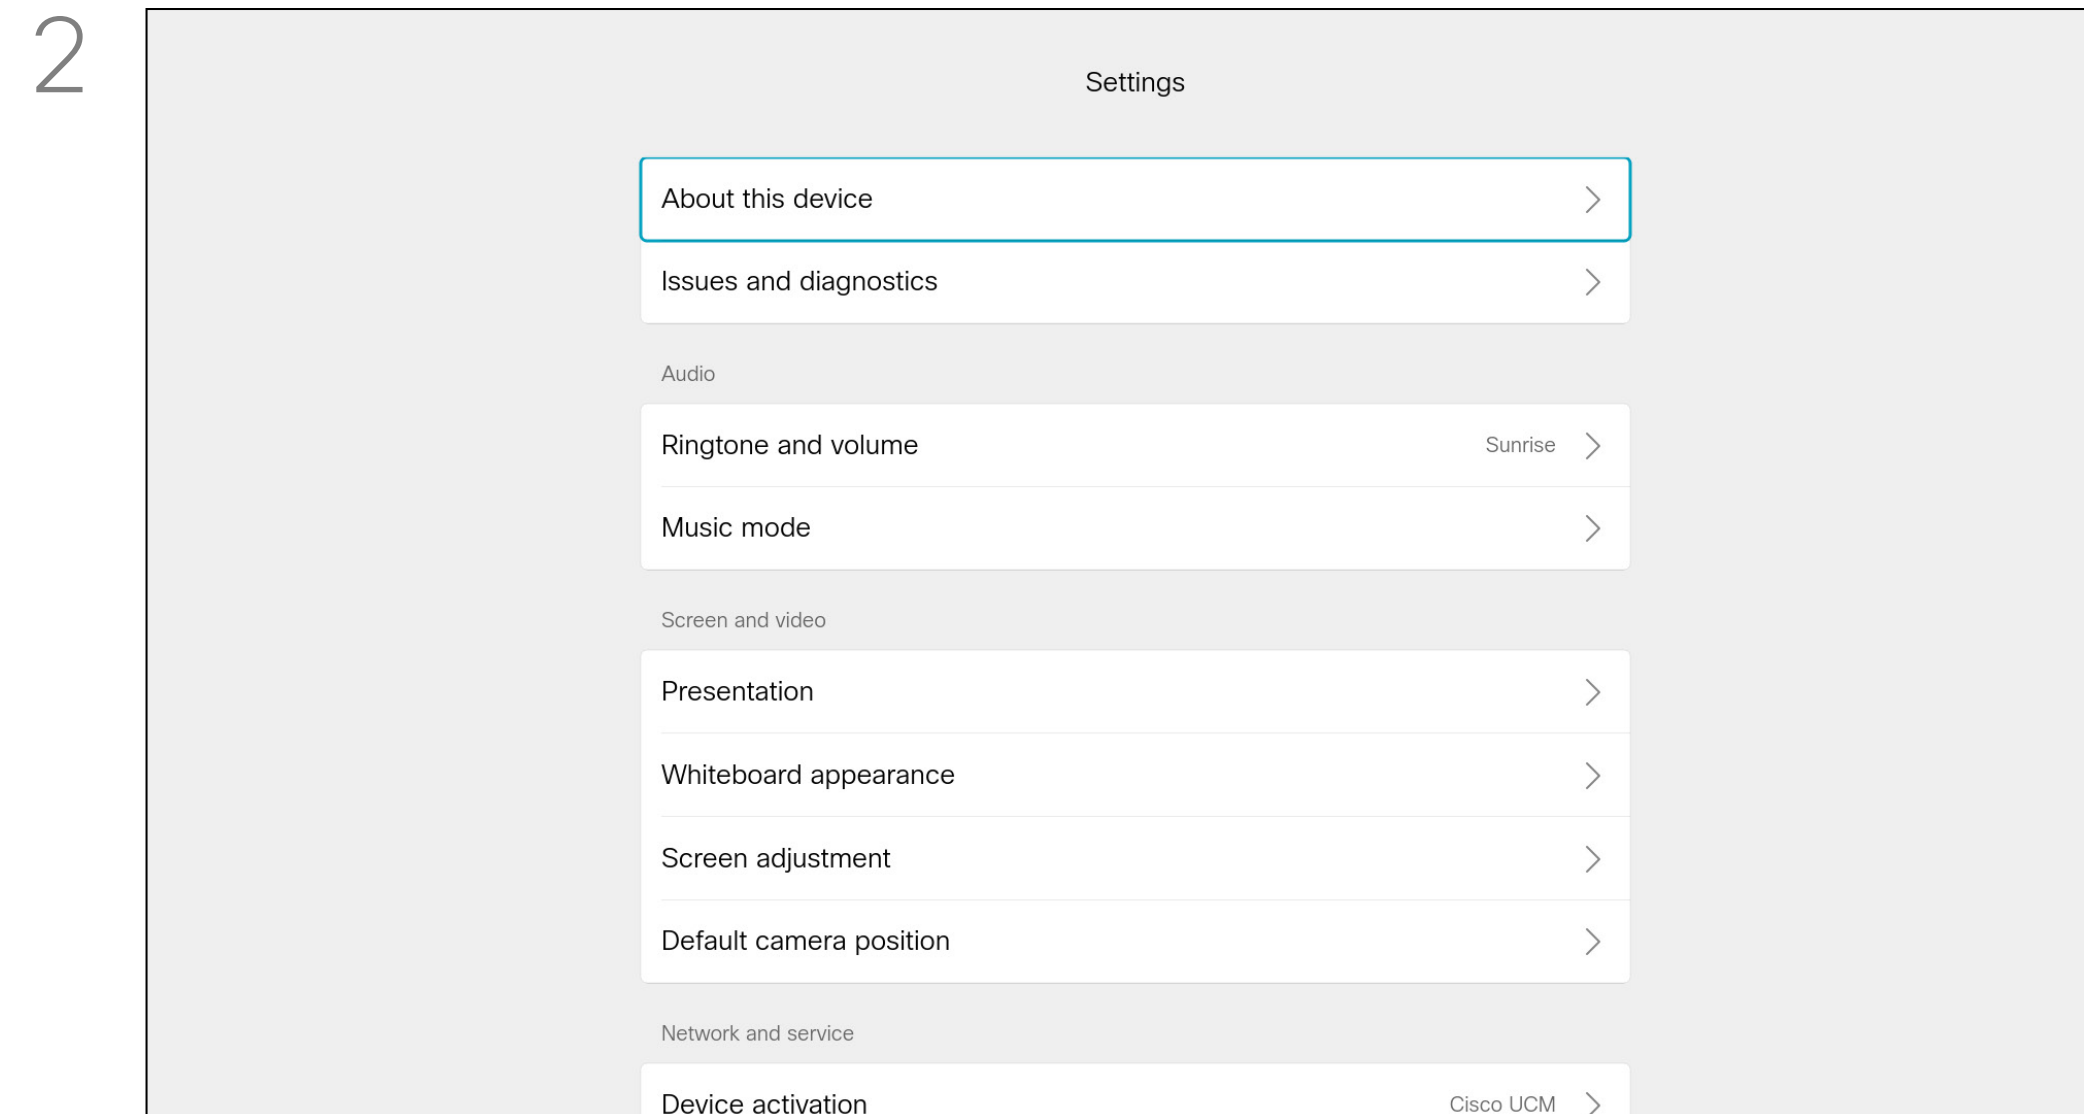 2
Settings
About this device
Issues and diagnostics
Audio
Ringtone and volume Sunrise
Music mode
Screen and video
Presentation
Whiteboard appearance
Screen adjustment
Default camera position
Network and service
Device activation Cisco UCM